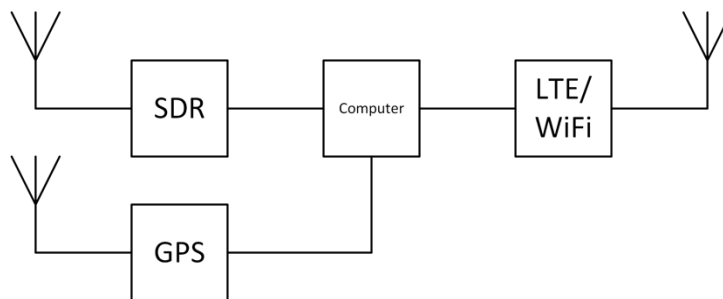 SDR
Computer
LTE/
WiFi
GPS